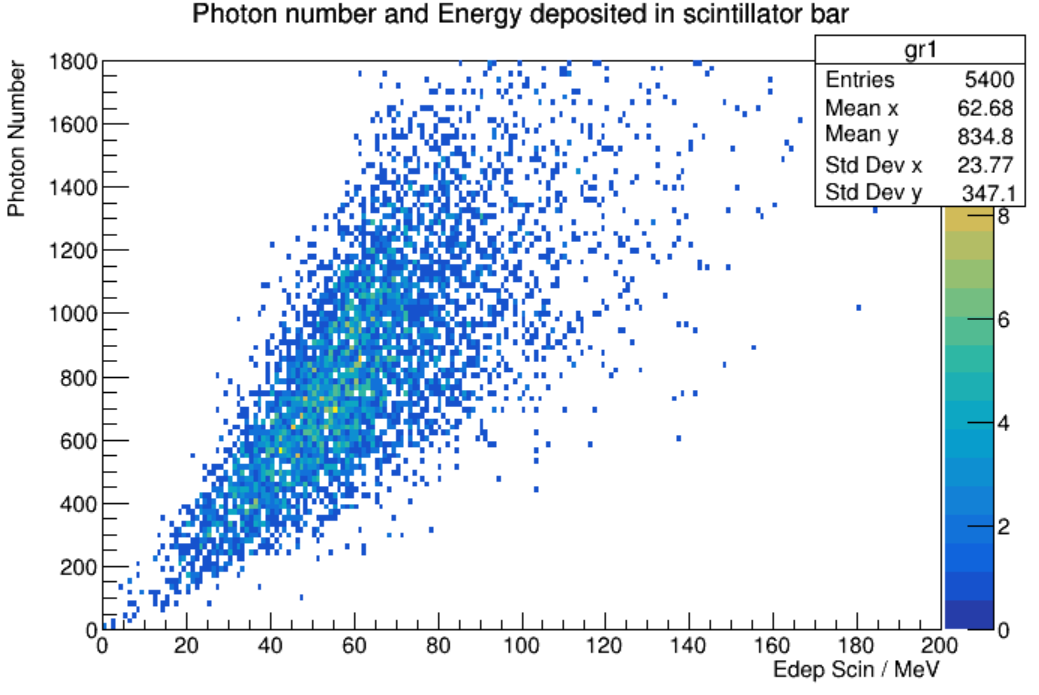 Photon number and Energy deposited in scintillator bar
gr1
Entries 5400
Mean x 62.68
Mean y 834.8
Std Dev x 23.77
Std Dev y 347.1
Photon Number
1800
1600
1400
1200
1000
800
600
400
200
0
8
6
4
2
0
0 20 40 60 80 100 120 140 160 180 200
Edep Scin / MeV